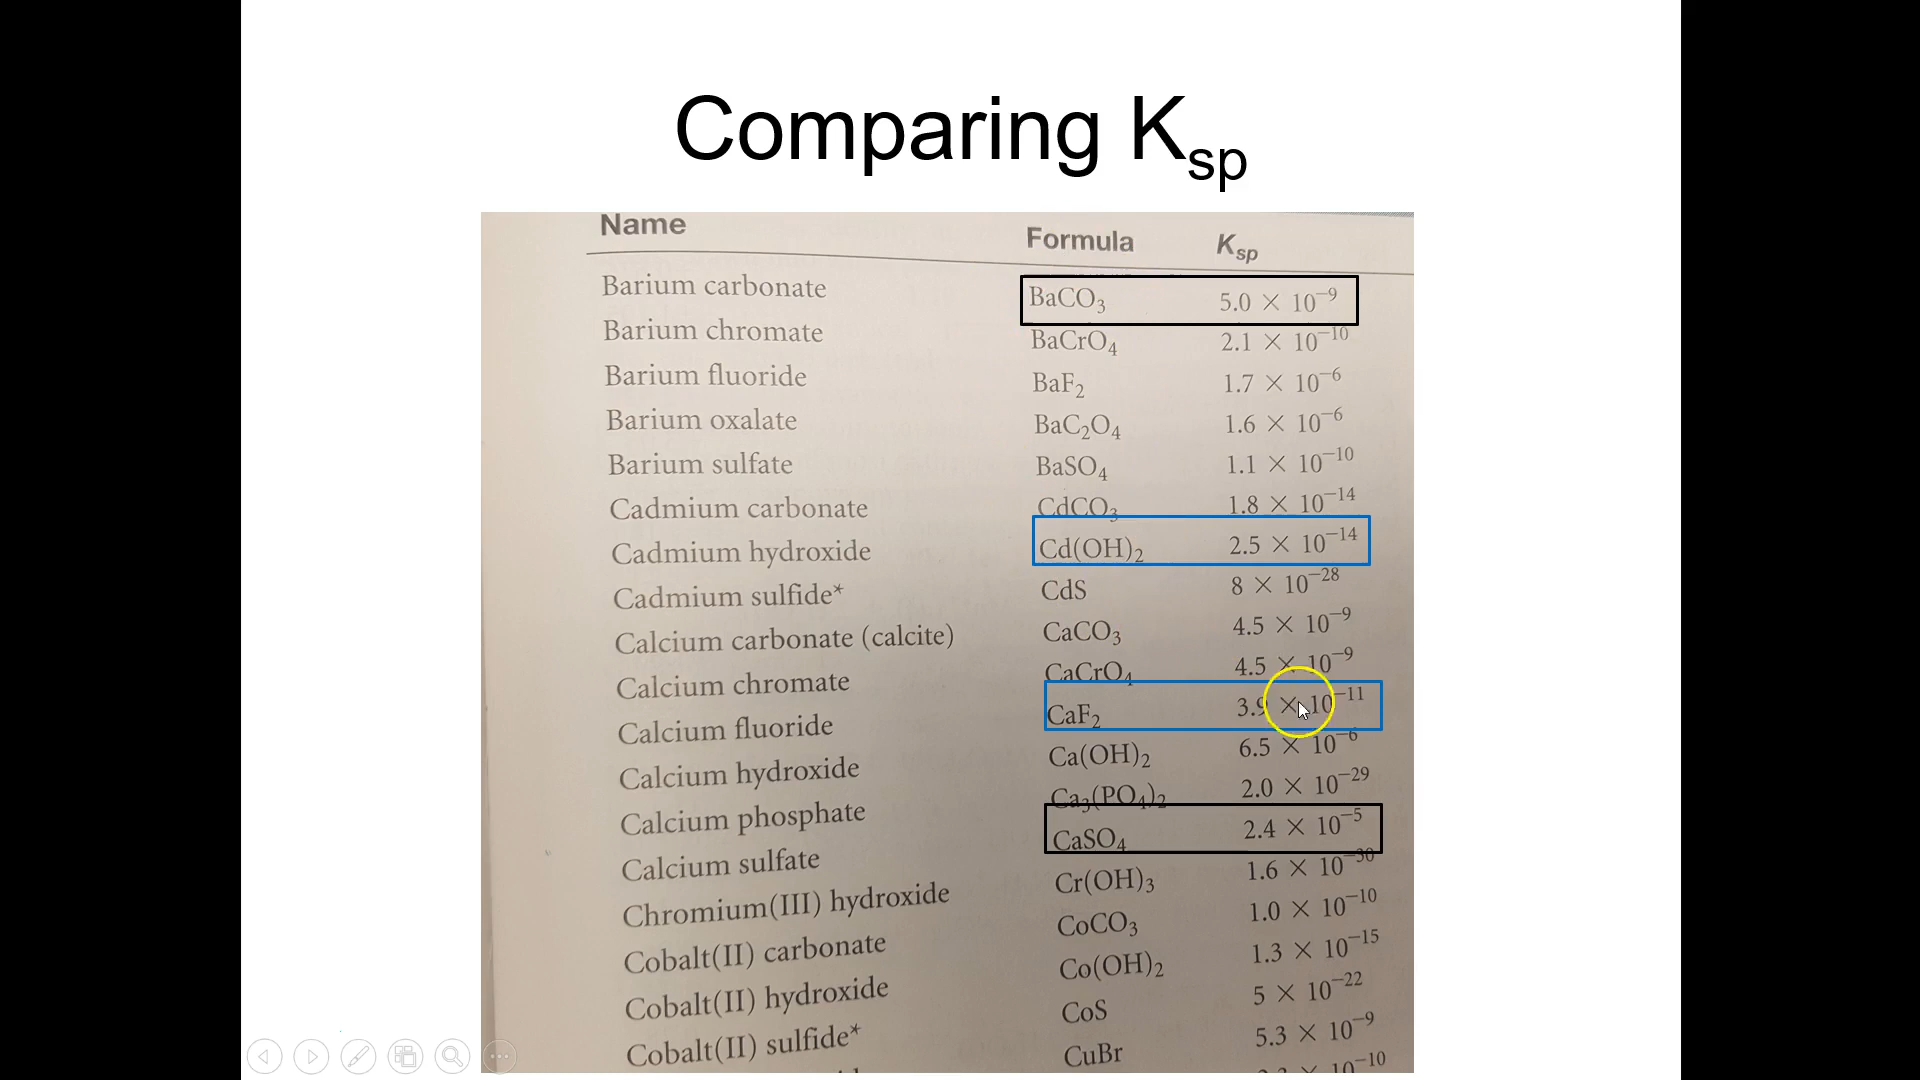 Comparing Ksp
Name Formula Ksp
Barium carbonate BaCO3 5.0 × 10−9
Barium chromate BaCrO4 2.1 × 10−10
Barium fluoride BaF2 1.7 × 10−6
Barium oxalate BaC2O4 1.6 × 10−6
Barium sulfate BaSO4 1.1 × 10−10
Cadmium carbonate CdCO3 1.8 × 10−14
Cadmium hydroxide Cd(OH)2 2.5 × 10−14
Cadmium sulfide* CdS 8 × 10−28
Calcium carbonate (calcite) CaCO3 4.5 × 10−9
Calcium chromate CaCrO4 4.5 × 10−9
Calcium fluoride CaF2 3.9 × 10−11
Calcium hydroxide Ca(OH)2 6.5 × 10−6
Calcium phosphate Ca3(PO4)2 2.0 × 10−29
Calcium sulfate CaSO4 2.4 × 10−5
Chromium(III) hydroxide Cr(OH)3 1.6 × 10−30
Cobalt(II) carbonate CoCO3 1.0 × 10−10
Cobalt(II) hydroxide Co(OH)2 1.3 × 10−15
Cobalt(II) sulfide* CoS 5 × 10−22
CuBr 5.3 × 10−9